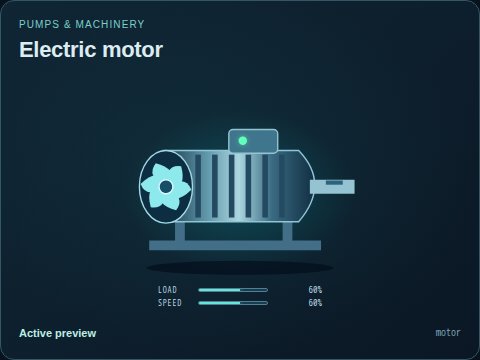 PUMPS & MACHINERY
Electric motor
LOAD 60%
SPEED 60%
Active preview
motor